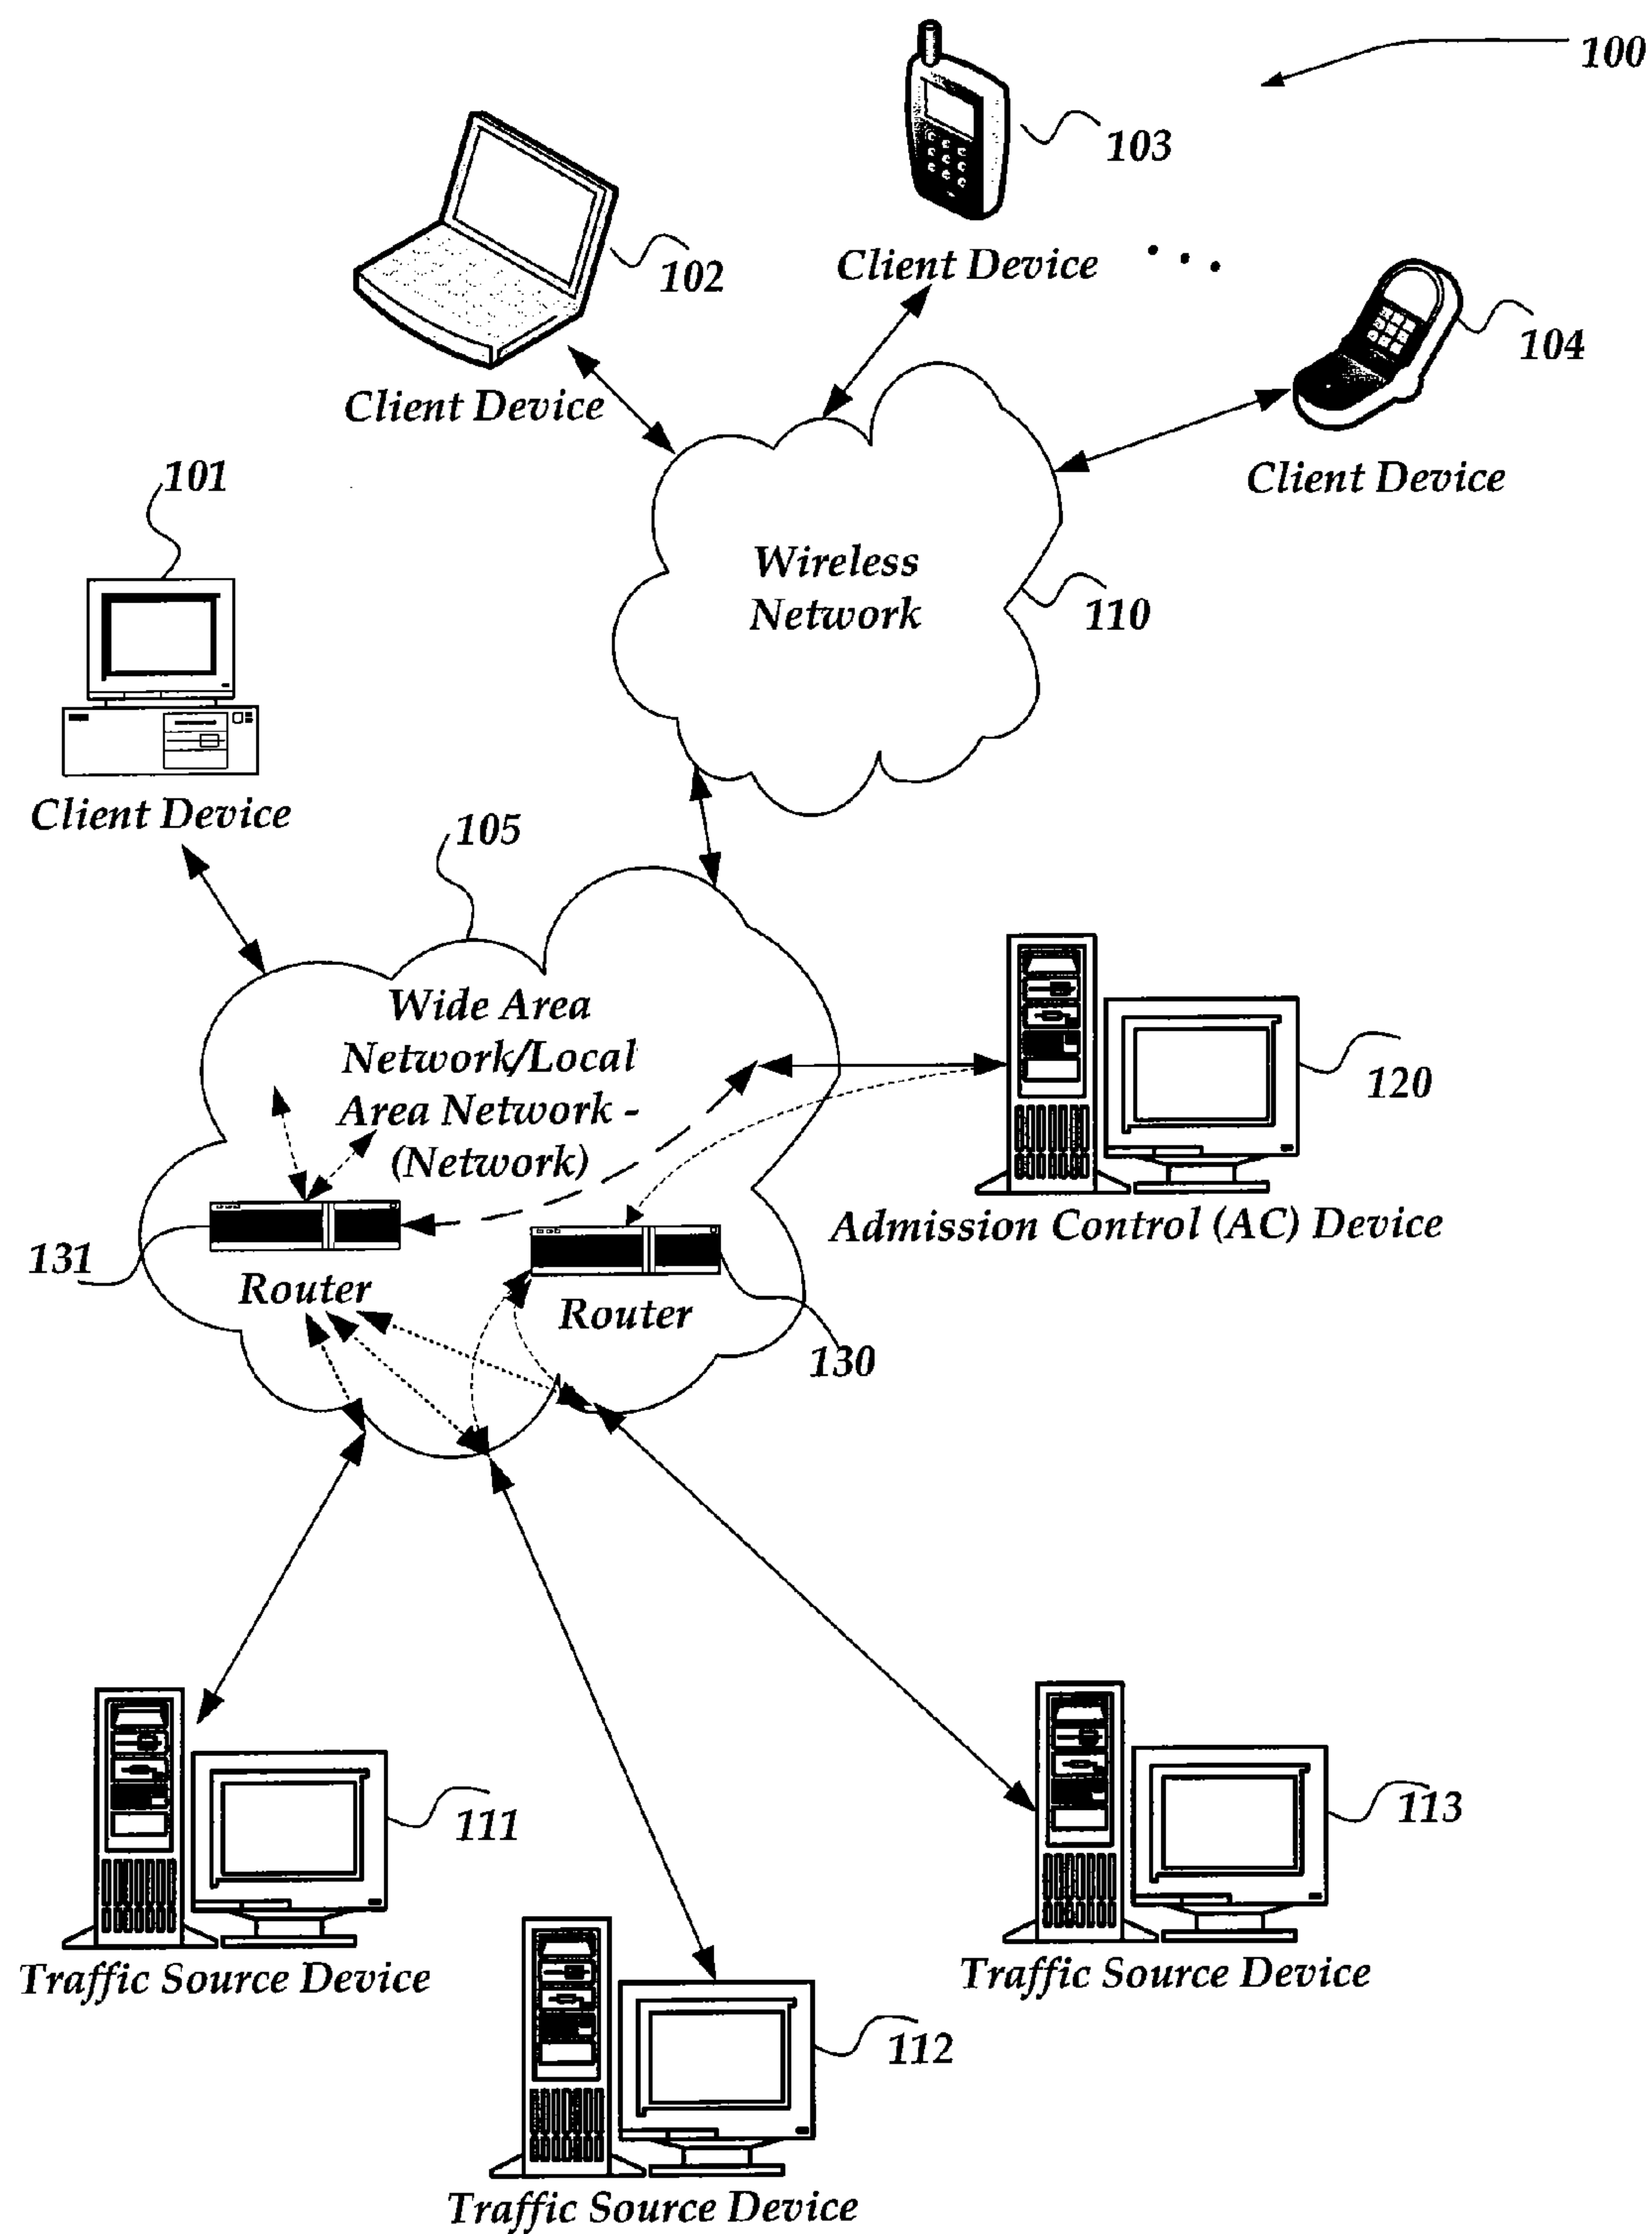 100
103
Client Device
102
104
Client Device
Client Device
101
Wireless
Network
110
Client Device
105
Wide Area
Network/Local
Area Network -
(Network)
120
Admission Control (AC) Device
131
Router
Router
130
111
113
Traffic Source Device
Traffic Source Device
112
Traffic Source Device